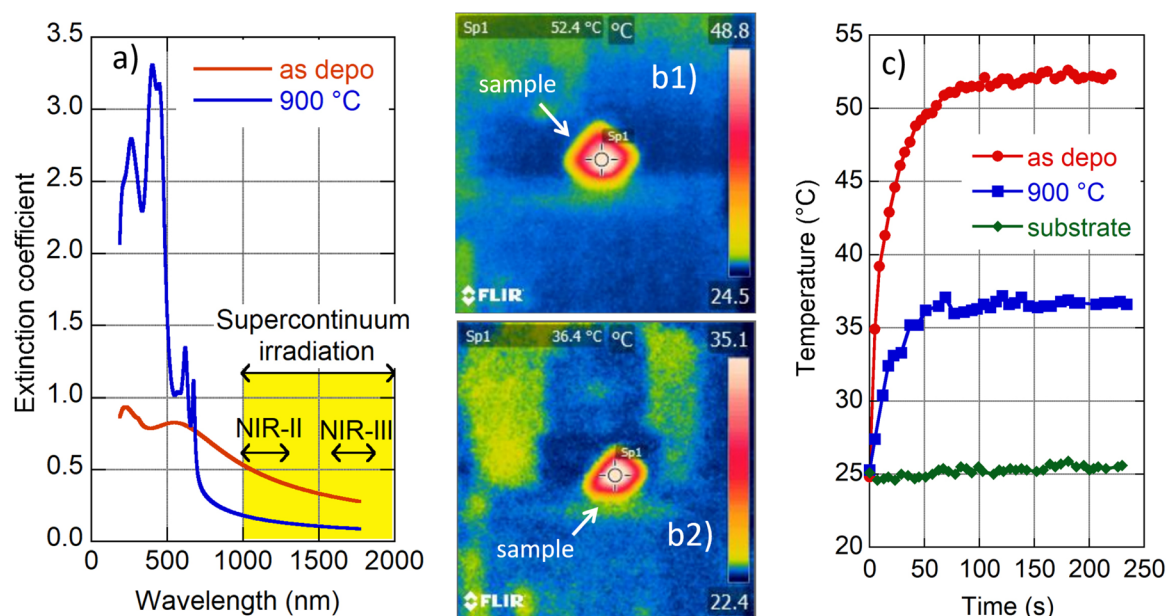 a)
as depo
900 °C
Supercontinuum
irradiation
NIR-II
NIR-III
Extinction coefficient
3.5
3.0
2.5
2.0
1.5
1.0
0.5
0.0
0
500
1000
1500
2000
Wavelength (nm)
Sp1 52.4 °C °C 48.8
b1)
sample
Sp1
FLIR 24.5
Sp1 36.4 °C °C 35.1
Sp1
sample
b2)
FLIR 22.4
c)
as depo
900 °C
substrate
Temperature (°C)
55
50
45
40
35
30
25
20
0
50
100
150
200
250
Time (s)